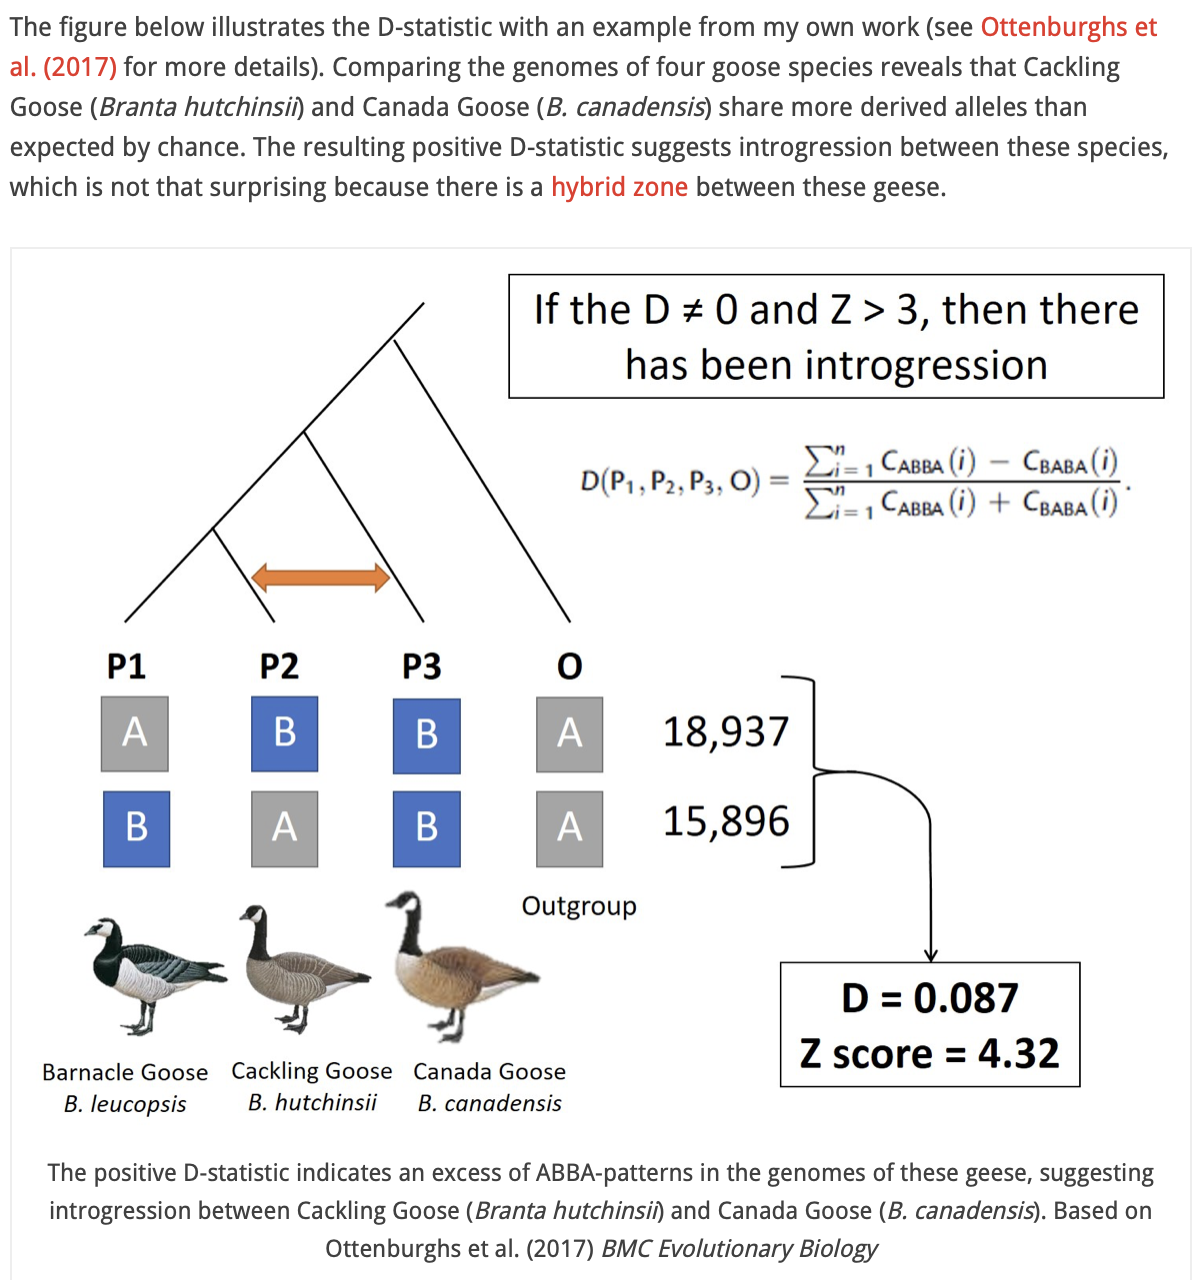 The figure below illustrates the D-statistic with an example from my own work (see Ottenburghs et
al. (2017) for more details). Comparing the genomes of four goose species reveals that Cackling
Goose (Branta hutchinsii) and Canada Goose (B. canadensis) share more derived alleles than
expected by chance. The resulting positive D-statistic suggests introgression between these species,
which is not that surprising because there is a hybrid zone between these geese.
If the D ≠ 0 and Z > 3, then there
has been introgression
D(P₁, P₂, P₃, O) = \frac{∑ⁿᵢ₌₁ C_ABBA(i) − C_BABA(i)}{∑ⁿᵢ₌₁ C_ABBA(i) + C_BABA(i)}.
P1 P2 P3 O
A B B A 18,937
B A B A 15,896
Outgroup
D = 0.087
Z score = 4.32
Barnacle Goose Cackling Goose Canada Goose
B. leucopsis B. hutchinsii B. canadensis
The positive D-statistic indicates an excess of ABBA-patterns in the genomes of these geese, suggesting
introgression between Cackling Goose (Branta hutchinsii) and Canada Goose (B. canadensis). Based on
Ottenburghs et al. (2017) BMC Evolutionary Biology